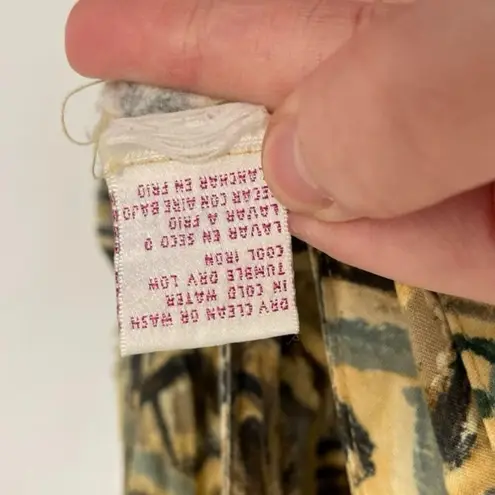 DRY CLEAN OR WASH
IN COLD WATER
TUMBLE DRY LOW
COOL IRON
LAVAR EN SECO O
LAVAR A FRIO
ECAR CON AIRE BAJO
LANCHAR EN FRIO